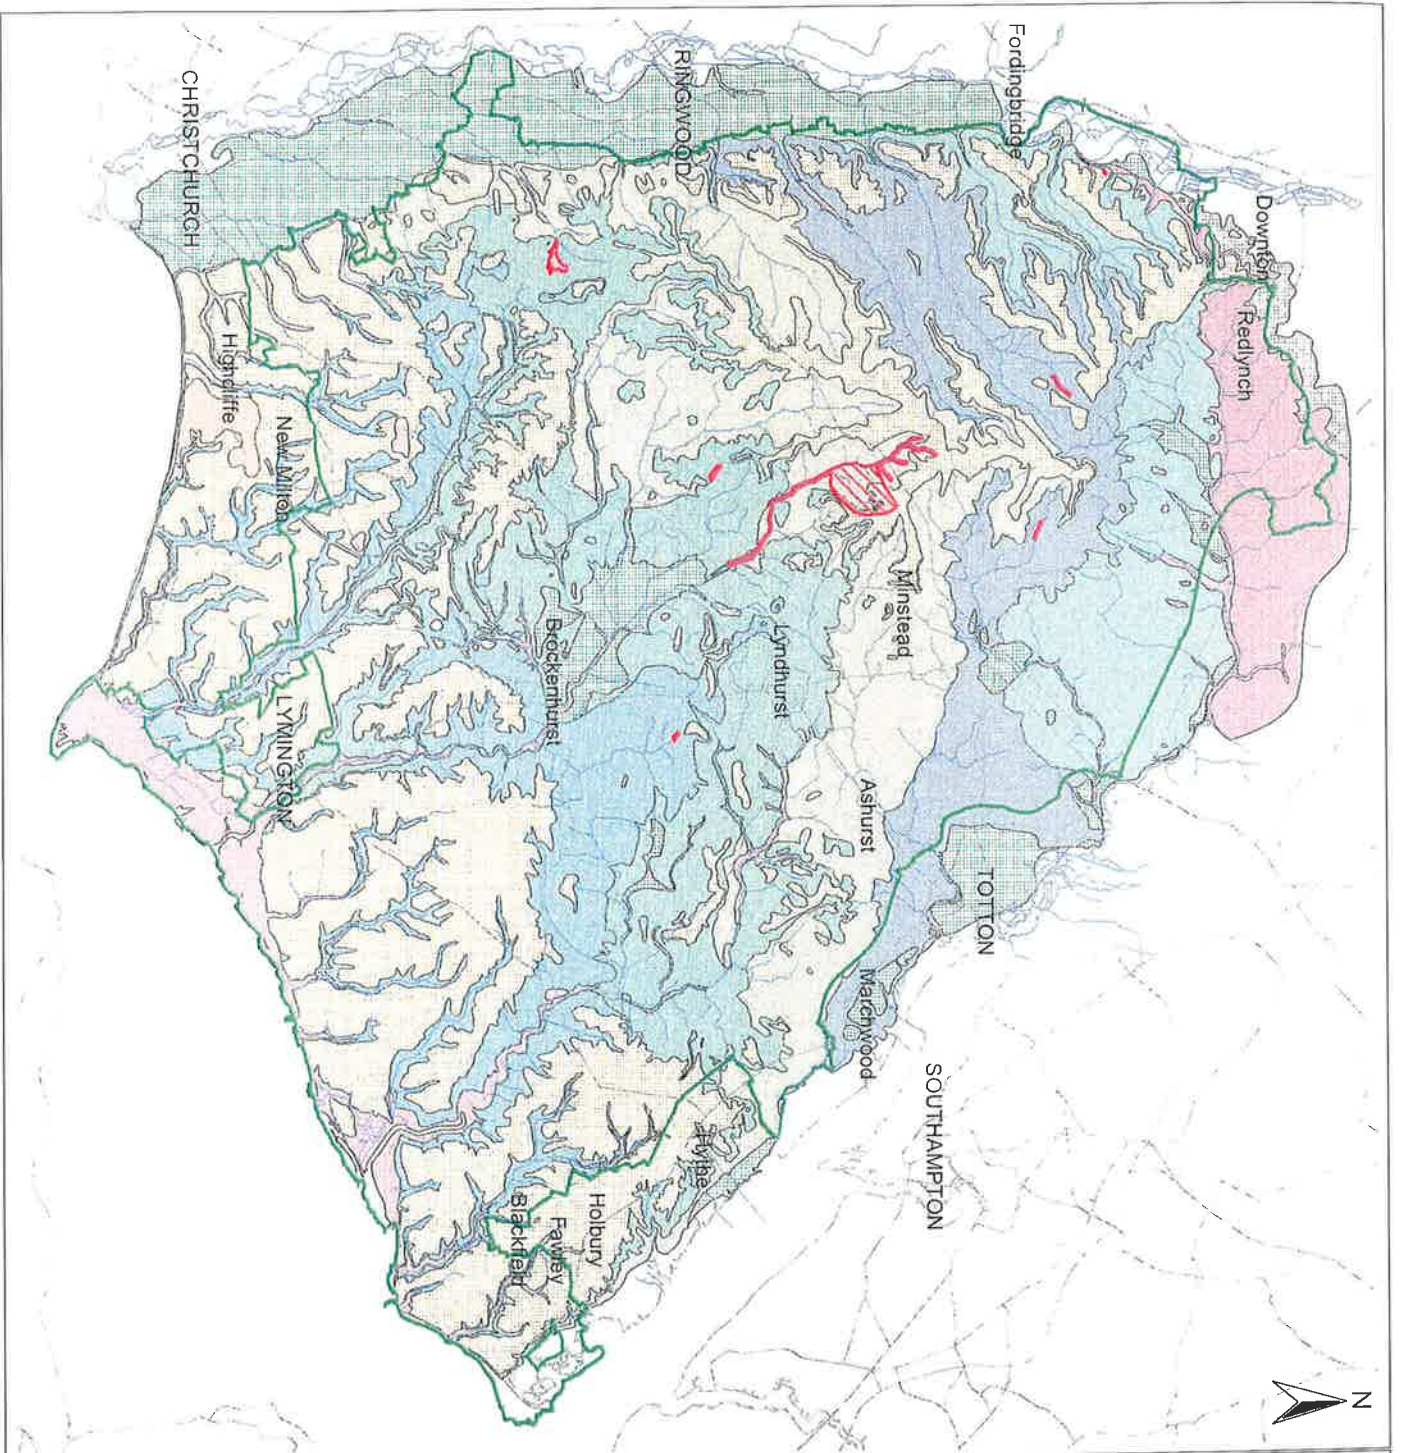 Fordingbridge
RINGWOOD
CHRISTCHURCH
Downton
Redlynch
Highcliffe
New Milton
Minstead
Lyndhurst
Brockenhurst
LYMINGTON
Ashurst
TOTTON
Marchwood
SOUTHAMPTON
Hythe
Holbury
Fawley
Blackfield
N